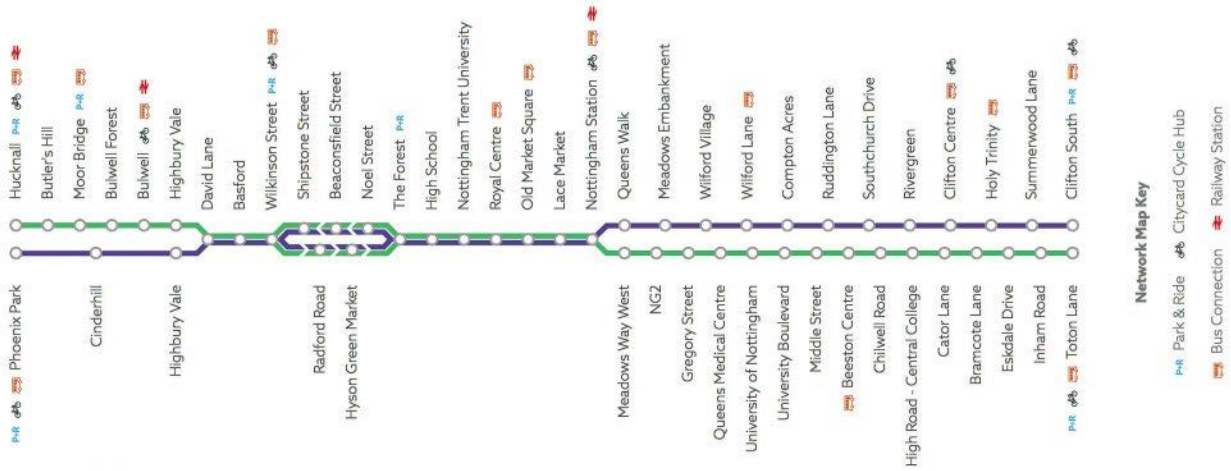 Hucknall P+R
Butler's Hill
Moor Bridge P+R
Bulwell Forest
Bulwell
Highbury Vale
David Lane
Basford
Wilkinson Street P+R
Shipstone Street
Beaconsfield Street
Noel Street
The Forest P+R
High School
Nottingham Trent University
Royal Centre
Old Market Square
Lace Market
Nottingham Station
Queens Walk
Meadows Embankment
Wilford Village
Wilford Lane
Compton Acres
Ruddington Lane
Southchurch Drive
Rivergreen
Clifton Centre
Holy Trinity
Summerwood Lane
Clifton South P+R
P+R Phoenix Park
Cinderhill
Highbury Vale
Radford Road
Hyson Green Market
Meadows Way West
NG2
Gregory Street
Queens Medical Centre
University of Nottingham
University Boulevard
Middle Street
Beeston Centre
Chilwell Road
High Road - Central College
Cator Lane
Bramcote Lane
Eskdale Drive
Inham Road
P+R Toton Lane
Network Map Key
P+R Park & Ride
Citycard Cycle Hub
Bus Connection
Railway Station